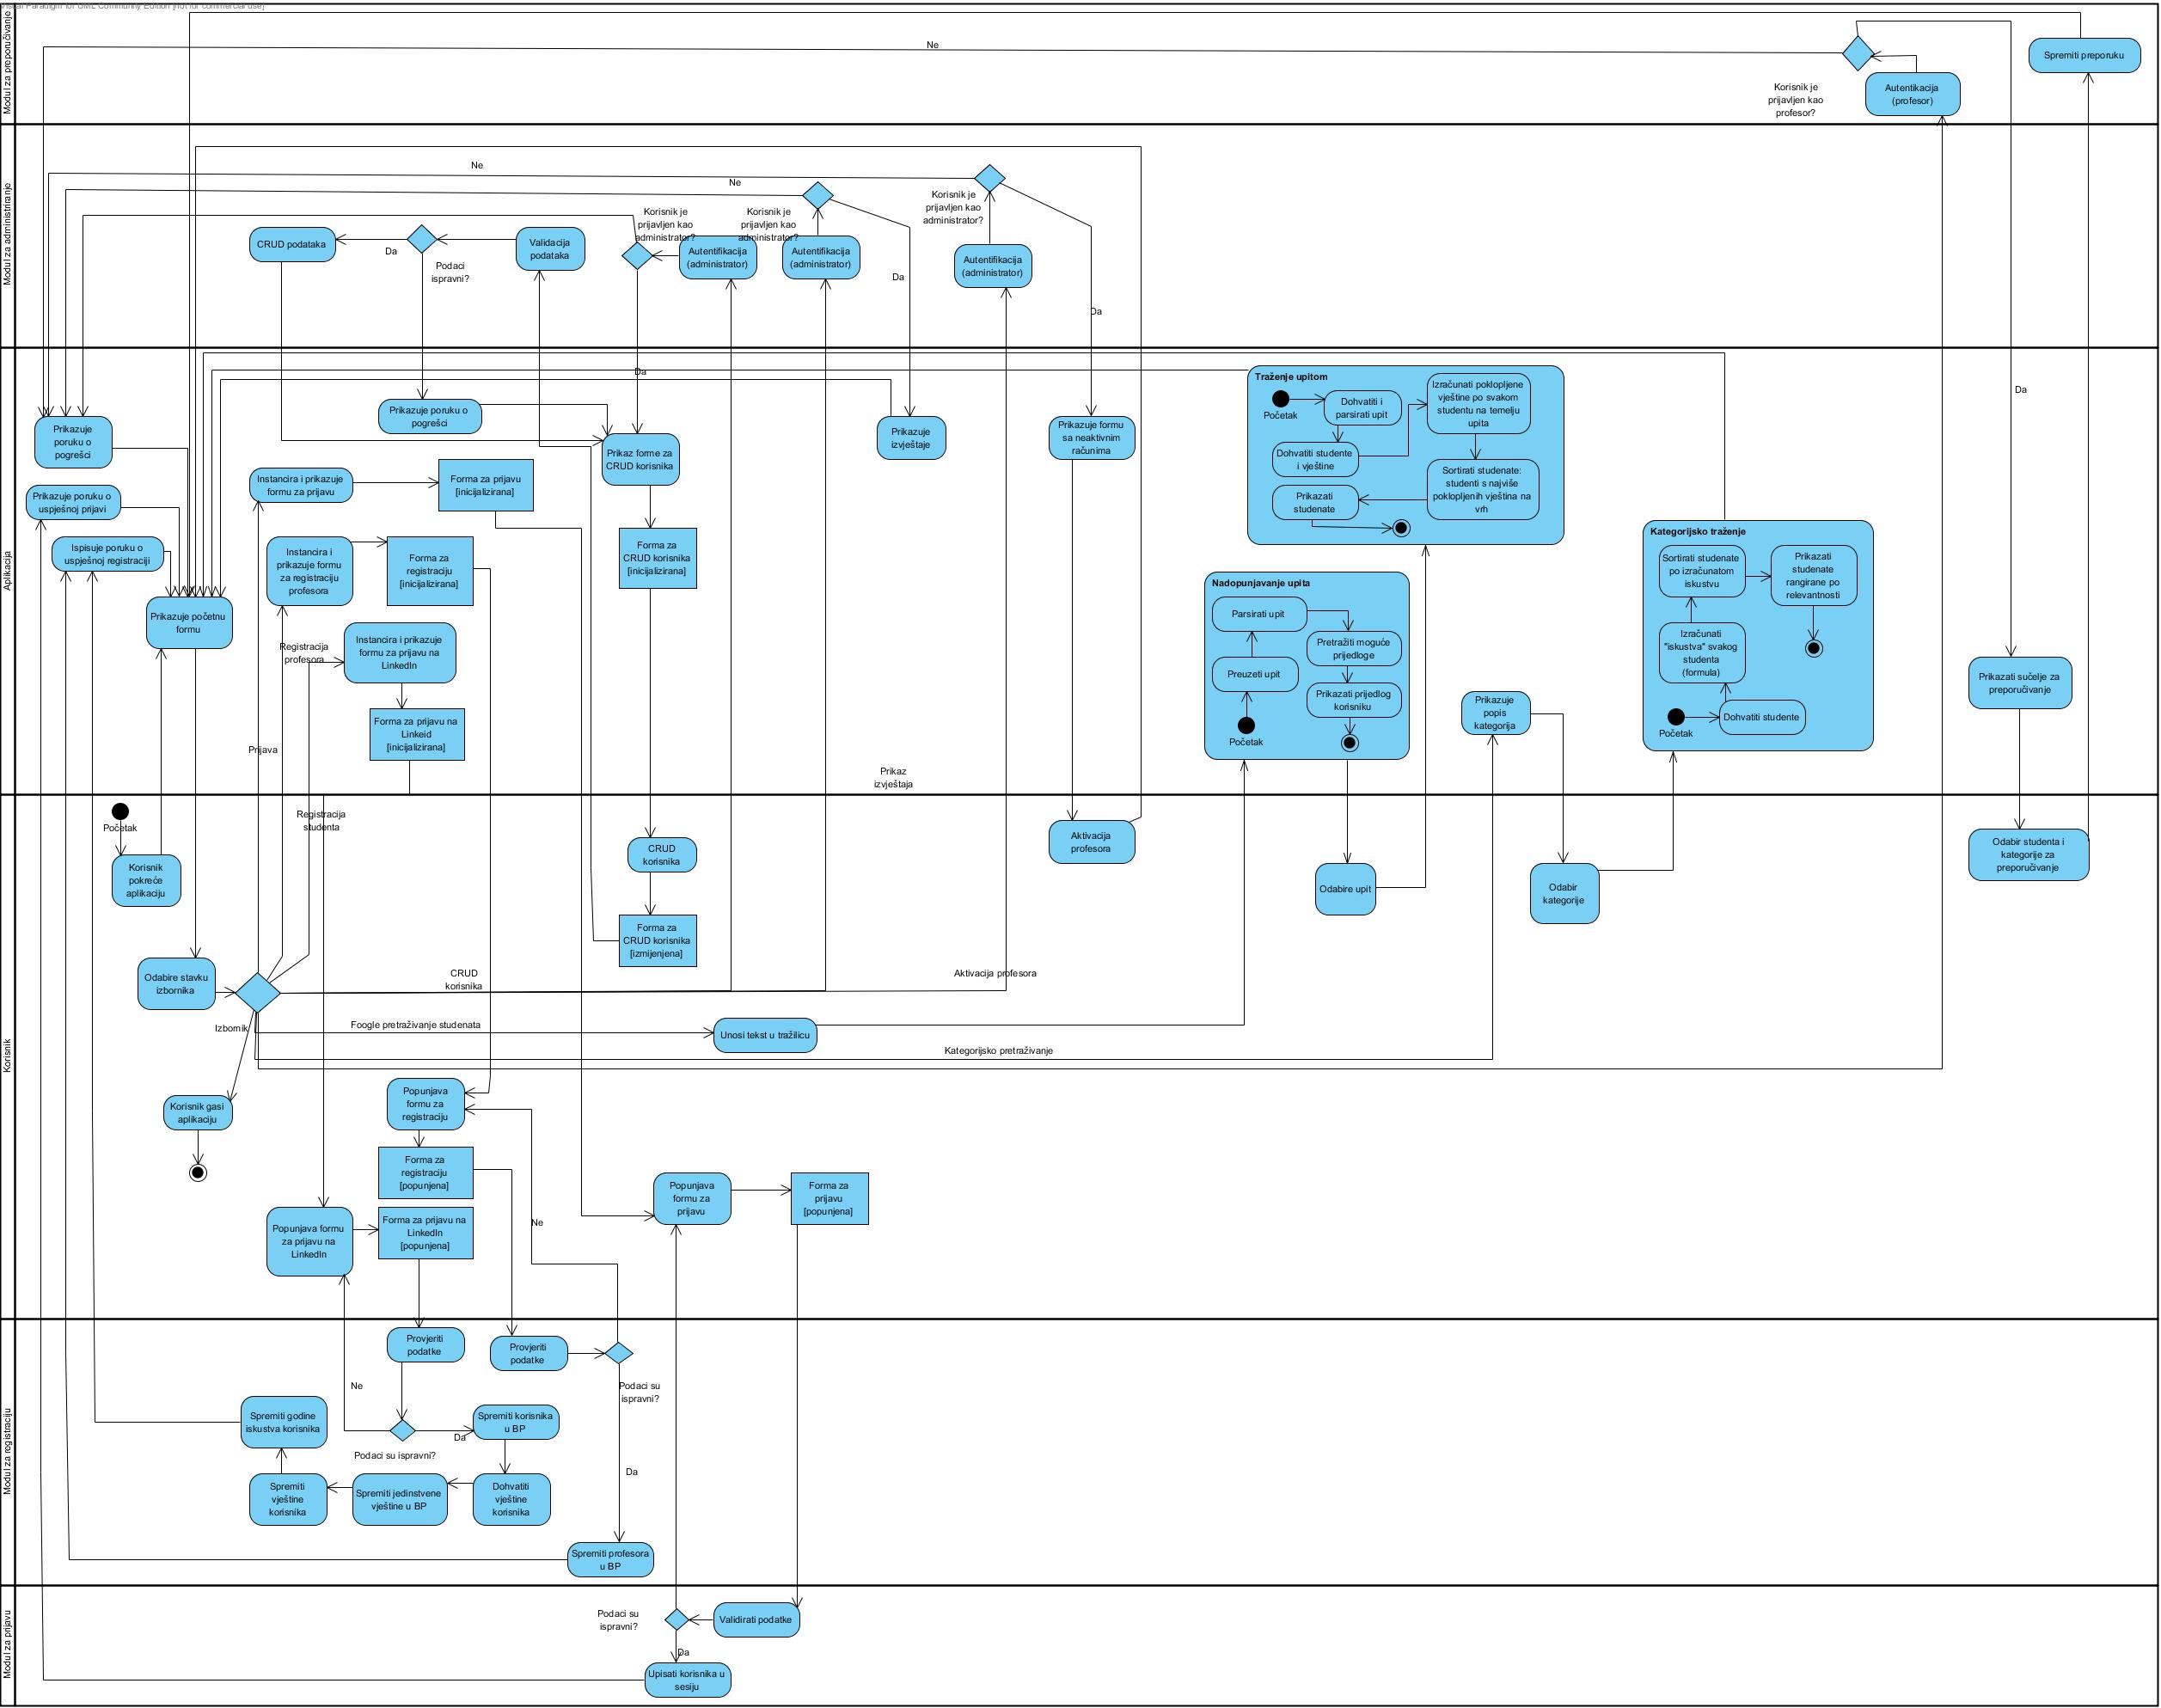 Visual Paradigm for UML Community Edition [not for commercial use]
Modul za preporučivanje
Ne
Korisnik je
prijavljen kao
profesor?
Autentikacija
(profesor)
Spremiti preporuku
Modul za administriranje
Ne
Ne
CRUD podataka
Da
Podaci
ispravni?
Validacija
podataka
Korisnik je
prijavljen kao
administrator?
Autentifikacija
(administrator)
Korisnik je
prijavljen kao
administrator?
Autentifikacija
(administrator)
Da
Korisnik je
prijavljen kao
administrator?
Autentifikacija
(administrator)
Da
Aplikacija
Da
Da
Prikazuje
poruku o
pogrešci
Prikazuje poruku o
uspješnoj prijavi
Ispisuje poruku o
uspješnoj registraciji
Prikazuje početnu
formu
Prikazuje poruku o
pogrešci
Instancira i prikazuje
formu za prijavu
Forma za prijavu
[inicijalizirana]
Instancira i
prikazuje formu
za registraciju
profesora
Forma za
registraciju
[inicijalizirana]
Registracija
profesora
Instancira i prikazuje
formu za prijavu na
LinkedIn
Forma za prijavu na
Linkeid
[inicijalizirana]
Prijava
Prikaz forme za
CRUD korisnika
Forma za
CRUD korisnika
[inicijalizirana]
Prikazuje
izvještaje
Prikazuje formu
sa neaktivnim
računima
Prikaz
izvještaja
Traženje upitom
Početak
Dohvatiti i
parsirati upit
Dohvatiti studente
i vještine
Izračunati poklopljene
vještine po svakom
studentu na temelju
upita
Sortirati studenate:
studenti s najviše
poklopljenih vještina na
vrh
Prikazati
studenate
Nadopunjavanje upita
Parsirati upit
Preuzeti upit
Početak
Pretražiti moguće
prijedloge
Prikazati prijedlog
korisniku
Prikazuje
popis
kategorija
Kategorijsko traženje
Sortirati studenate
po izračunatom
iskustvu
Prikazati
studenate
rangirane po
relevantnosti
Izračunati
"iskustva" svakog
studenta
(formula)
Početak
Dohvatiti studente
Prikazati sučelje za
preporučivanje
Korisnik
Početak
Korisnik
pokreće
aplikaciju
Registracija
studenta
CRUD
korisnika
Forma za
CRUD korisnika
[izmijenjena]
Aktivacija
profesora
Odabire upit
Odabir
kategorije
Odabir studenta i
kategorije za
preporučivanje
Odabire stavku
izbornika
Izbornik
CRUD
korisnika
Aktivacija profesora
Foogle pretraživanje studenata
Unosi tekst u tražilicu
Kategorijsko pretraživanje
Korisnik gasi
aplikaciju
Popunjava
formu za
registraciju
Forma za
registraciju
[popunjena]
Popunjava formu
za prijavu na
LinkedIn
Forma za prijavu na
LinkedIn
[popunjena]
Ne
Popunjava
formu za
prijavu
Forma za
prijavu
[popunjena]
Modul za registraciju
Provjeriti
podatke
Provjeriti
podatke
Podaci su
ispravni?
Ne
Spremiti godine
iskustva korisnika
Da
Podaci su ispravni?
Spremiti korisnika
u BP
Spremiti
vještine
korisnika
Spremiti jedinstvene
vještine u BP
Dohvatiti
vještine
korisnika
Da
Spremiti profesora
u BP
Modul za prijavu
Podaci su
ispravni?
Validirati podatke
Da
Upisati korisnika u
sesiju